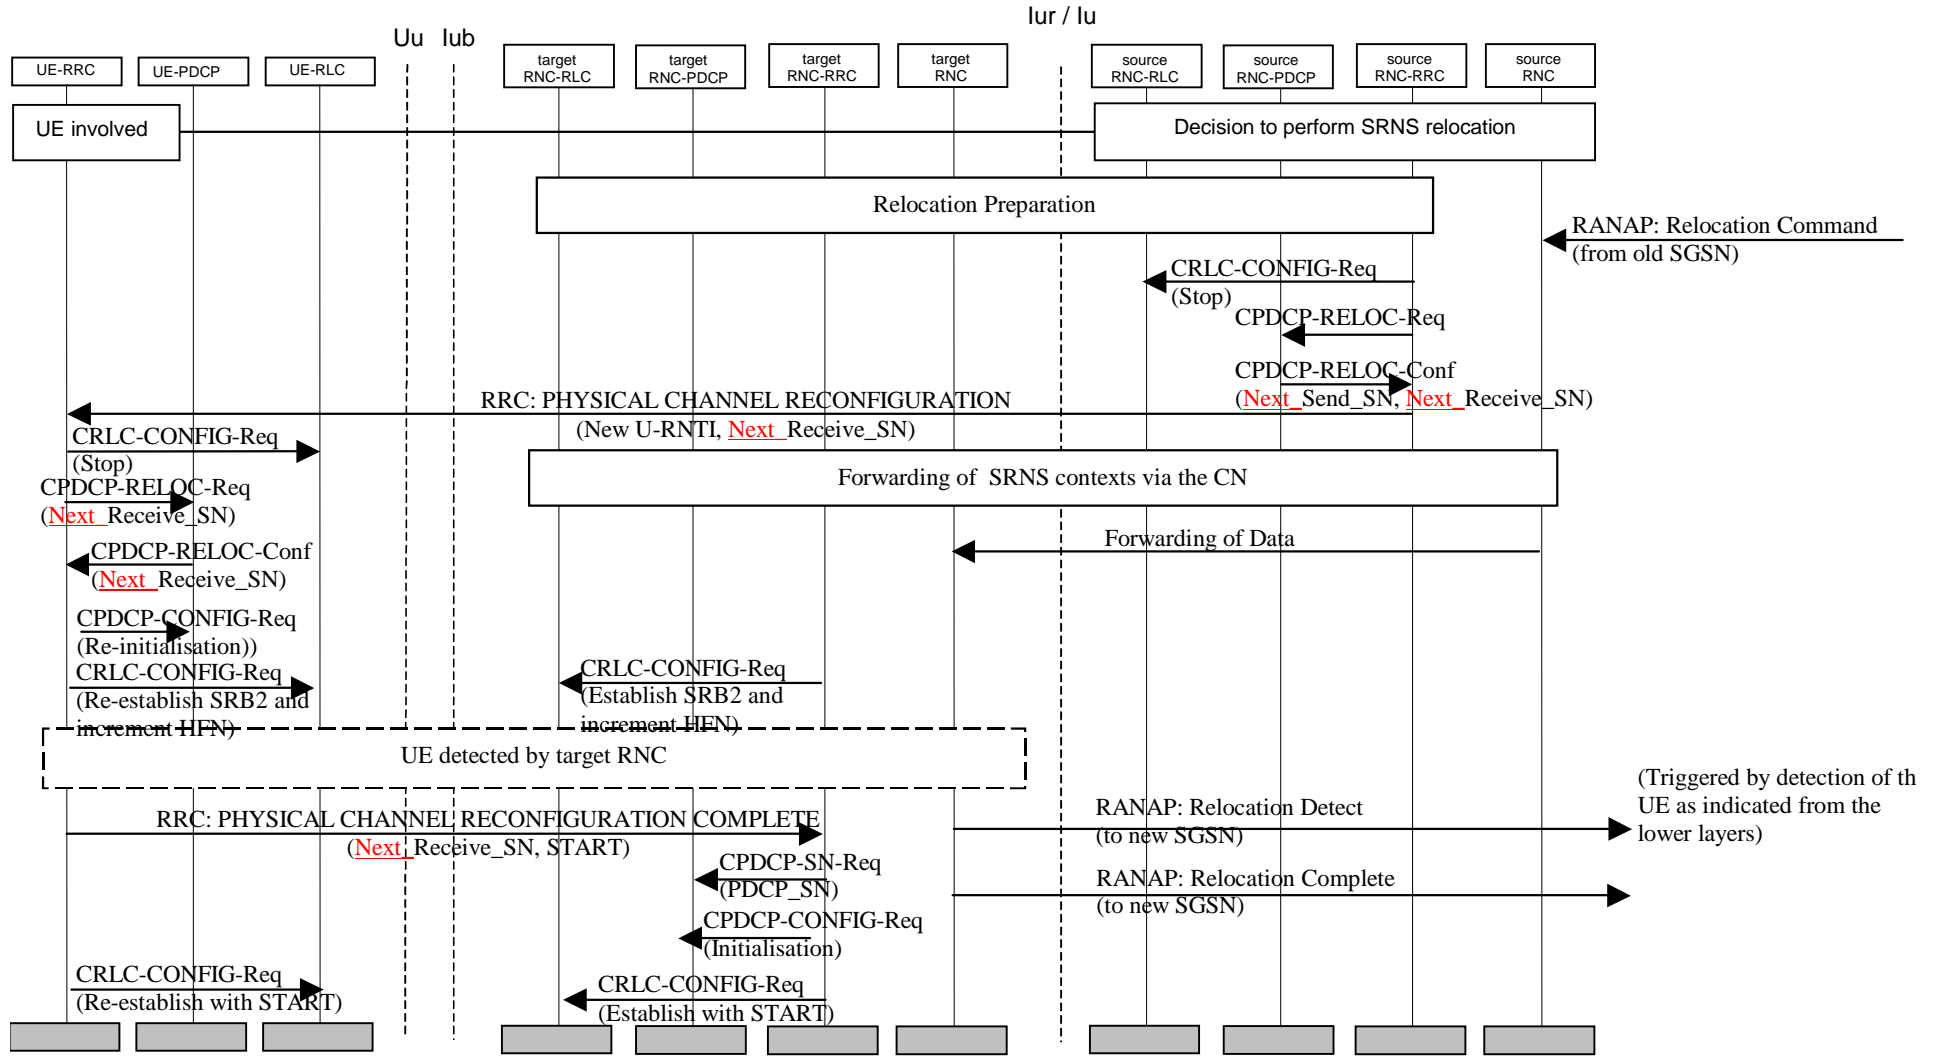 Iur / Iu
Uu Iub
UE-RRC
UE-PDCP
UE-RLC
target
RNC-RLC
target
RNC-PDCP
target
RNC-RRC
target
RNC
source
RNC-RLC
source
RNC-PDCP
source
RNC-RRC
source
RNC
UE involved
Decision to perform SRNS relocation
Relocation Preparation
RANAP: Relocation Command
(from old SGSN)
CRLC-CONFIG-Req
(Stop)
CPDCP-RELOC-Req
CPDCP-RELOC-Conf
(Next_Send_SN, Next_Receive_SN)
RRC: PHYSICAL CHANNEL RECONFIGURATION
(New U-RNTI, Next_Receive_SN)
CRLC-CONFIG-Req
(Stop)
Forwarding of SRNS contexts via the CN
CPDCP-RELOC-Req
(Next_Receive_SN)
Forwarding of Data
CPDCP-RELOC-Conf
(Next_Receive_SN)
CPDCP-CONFIG-Req
(Re-initialisation))
CRLC-CONFIG-Req
(Re-establish SRB2 and
increment HFN)
CRLC-CONFIG-Req
(Establish SRB2 and
increment HFN)
UE detected by target RNC
(Triggered by detection of th
UE as indicated from the
lower layers)
RRC: PHYSICAL CHANNEL RECONFIGURATION COMPLETE
(Next_Receive_SN, START)
RANAP: Relocation Detect
(to new SGSN)
CPDCP-SN-Req
(PDCP_SN)
RANAP: Relocation Complete
(to new SGSN)
CPDCP-CONFIG-Req
(Initialisation)
CRLC-CONFIG-Req
(Re-establish with START)
CRLC-CONFIG-Req
(Establish with START)